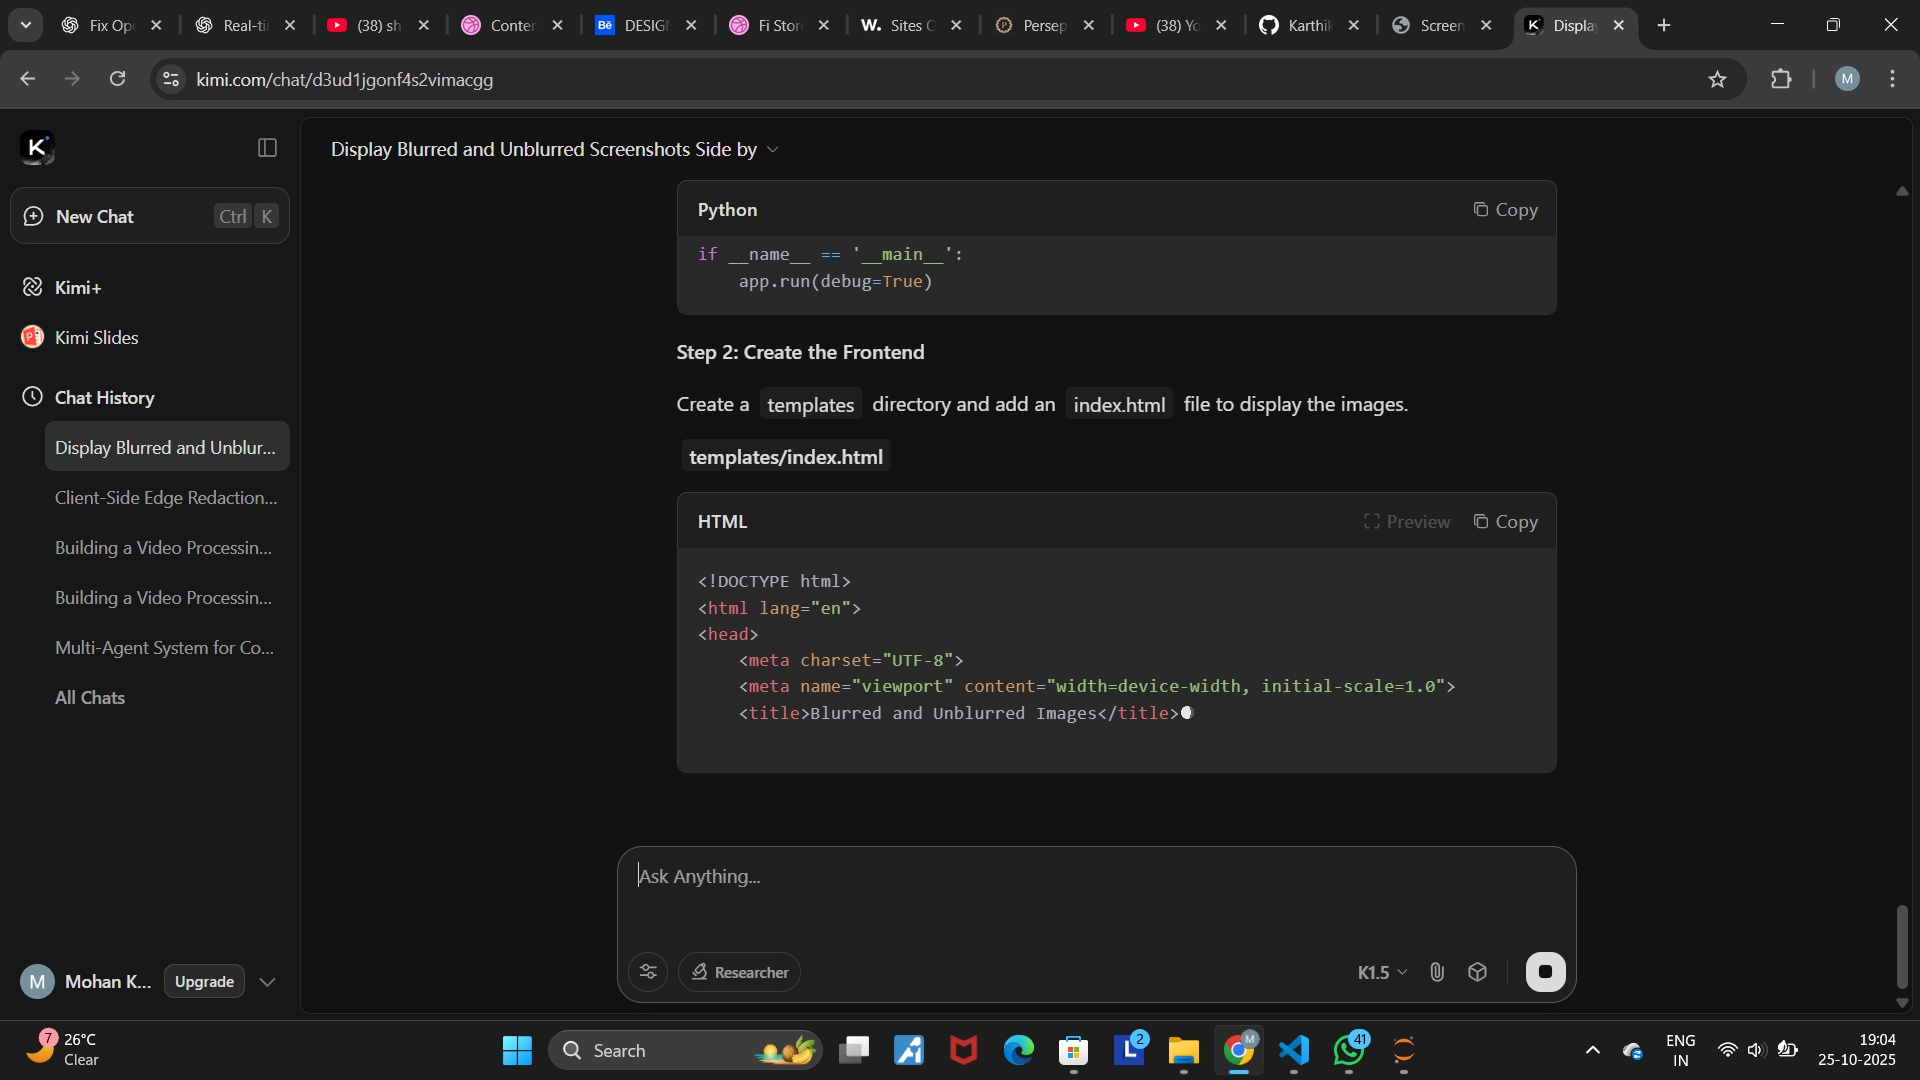 Fix Op
Real-ti
(38) sh
Conter
Bē
DESIG
Fi Stor
W.
Sites
Persep
(38) Yo
Karthik
Screen
K
Displa
kimi.com/chat/d3ud1jgonf4s2vimacgg
M
K
Display Blurred and Unblurred Screenshots Side by
New Chat
Ctrl K
Kimi+
Kimi Slides
Chat History
Display Blurred and Unblur...
Client-Side Edge Redaction...
Building a Video Processin...
Building a Video Processin...
Multi-Agent System for Co...
All Chats
Python
Copy
if __name__ == '__main__':
app.run(debug=True)
Step 2: Create the Frontend
Create a templates directory and add an index.html file to display the images.
templates/index.html
HTML
Preview
Copy
<!DOCTYPE html>
<html lang="en">
<head>
<meta charset="UTF-8">
<meta name="viewport" content="width=device-width, initial-scale=1.0">
<title>Blurred and Unblurred Images</title>
Ask Anything...
Researcher
K1.5
M
Mohan K...
Upgrade
7
26°C
Clear
Search
L
2
M
41
ENG
IN
19:04
25-10-2025